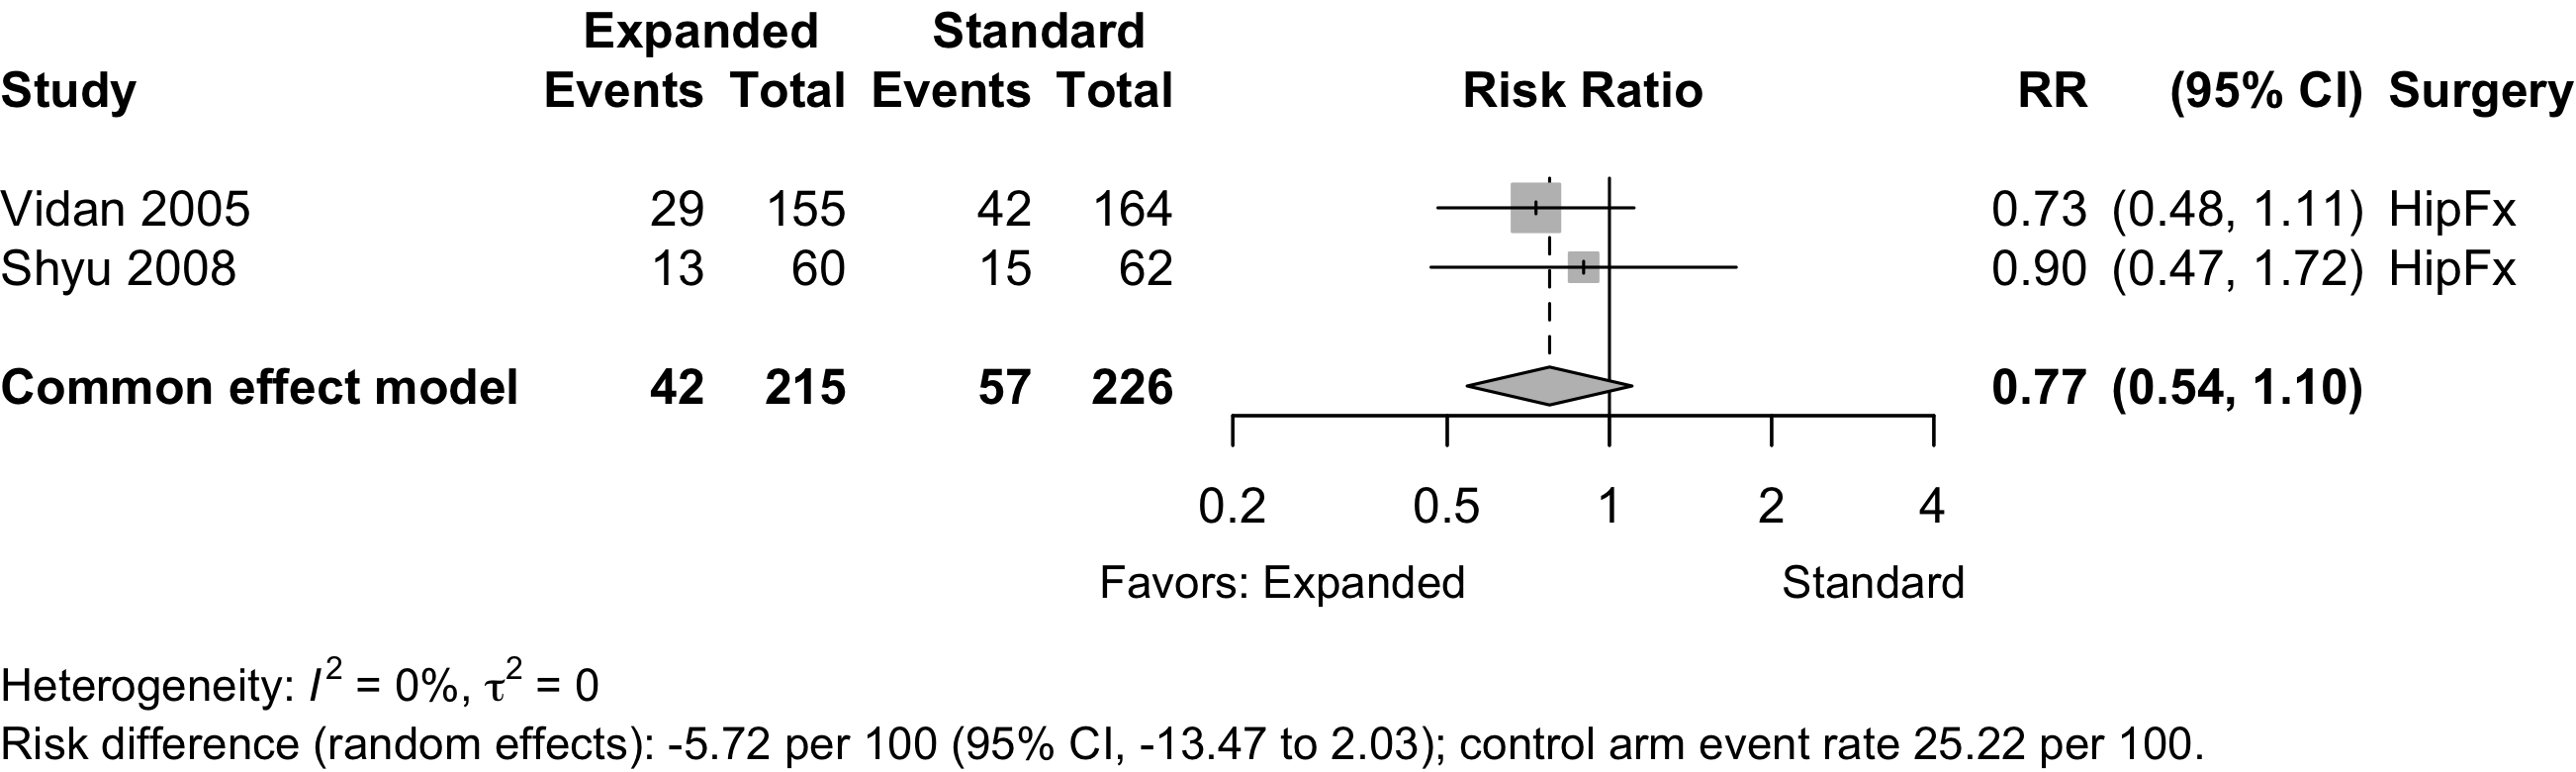 Expanded Standard
Study Events Total Events Total Risk Ratio RR (95% CI) Surgery
Vidan 2005 29 155 42 164 0.73 (0.48, 1.11) HipFx
Shyu 2008 13 60 15 62 0.90 (0.47, 1.72) HipFx
Common effect model 42 215 57 226 0.77 (0.54, 1.10)
0.2 0.5 1 2 4
Favors: Expanded Standard
Heterogeneity: I² = 0%, τ² = 0
Risk difference (random effects): -5.72 per 100 (95% CI, -13.47 to 2.03); control arm event rate 25.22 per 100.